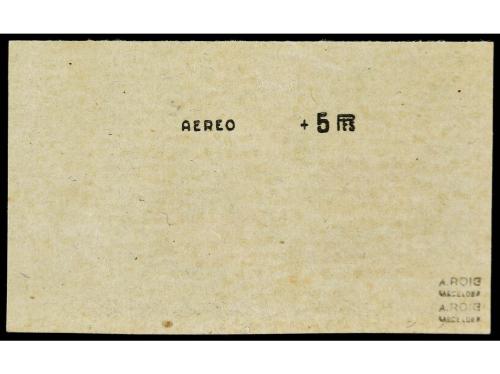 AEREO + 5 PTS
A. ROIG
BARCELONA
A. ROIG
BARCELONA